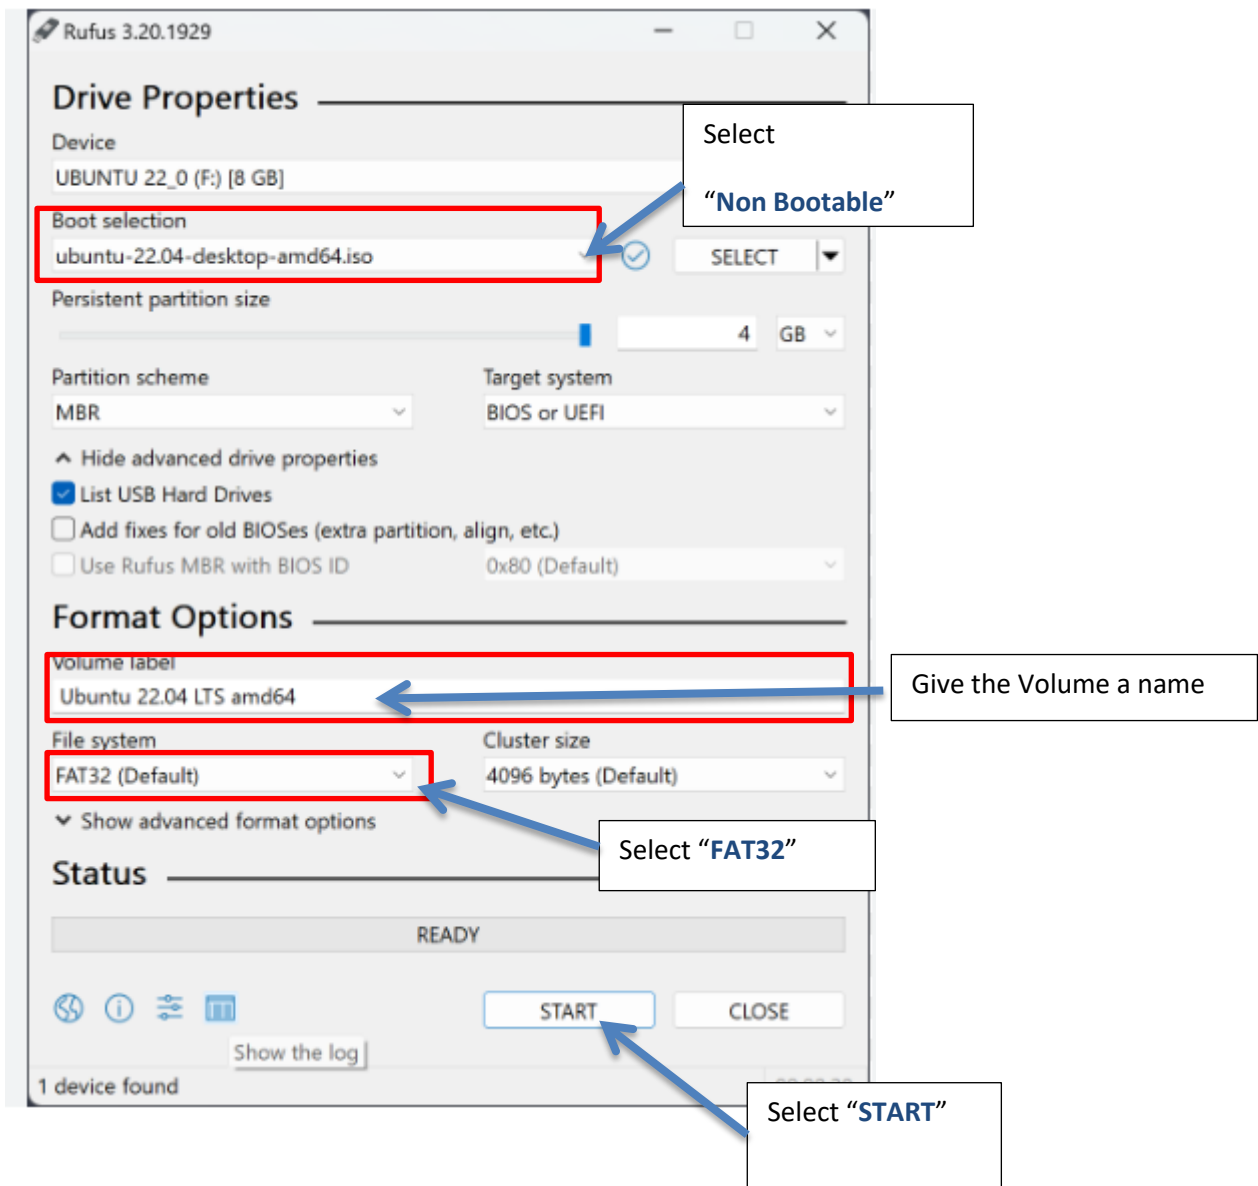 Rufus 3.20.1929
Drive Properties
Device
UBUNTU 22_0 (F:) [8 GB]
Select
“Non Bootable”
Boot selection
ubuntu-22.04-desktop-amd64.iso
SELECT
Persistent partition size
4 GB
Partition scheme
Target system
MBR
BIOS or UEFI
Hide advanced drive properties
List USB Hard Drives
Add fixes for old BIOSes (extra partition, align, etc.)
Use Rufus MBR with BIOS ID
0x80 (Default)
Format Options
Volume label
Ubuntu 22.04 LTS amd64
Give the Volume a name
File system
Cluster size
FAT32 (Default)
4096 bytes (Default)
Show advanced format options
Select “FAT32”
Status
READY
START
CLOSE
Show the log
1 device found
Select “START”